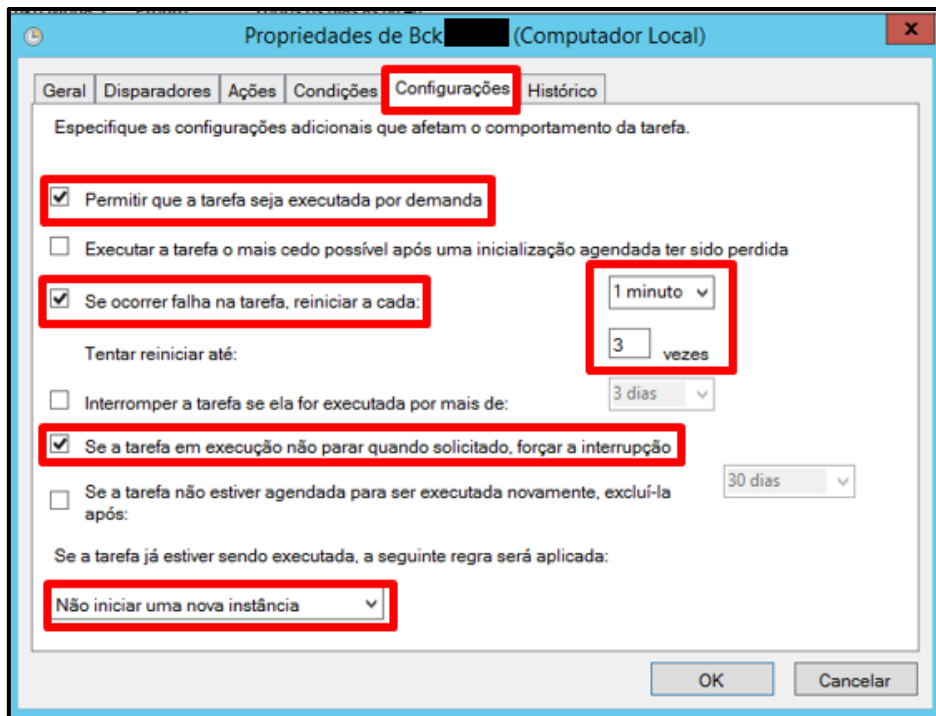 Propriedades de Bck (Computador Local)
x
Geral Disparadores Ações Condições Configurações Histórico
Especifique as configurações adicionais que afetam o comportamento da tarefa.
Permitir que a tarefa seja executada por demanda
Executar a tarefa o mais cedo possível após uma inicialização agendada ter sido perdida
Se ocorrer falha na tarefa, reiniciar a cada: 1 minuto
Tentar reiniciar até: 3 vezes
Interromper a tarefa se ela for executada por mais de: 3 dias
Se a tarefa em execução não parar quando solicitado, forçar a interrupção
Se a tarefa não estiver agendada para ser executada novamente, excluí-la 30 dias
após:
Se a tarefa já estiver sendo executada, a seguinte regra será aplicada:
Não iniciar uma nova instância
OK Cancelar